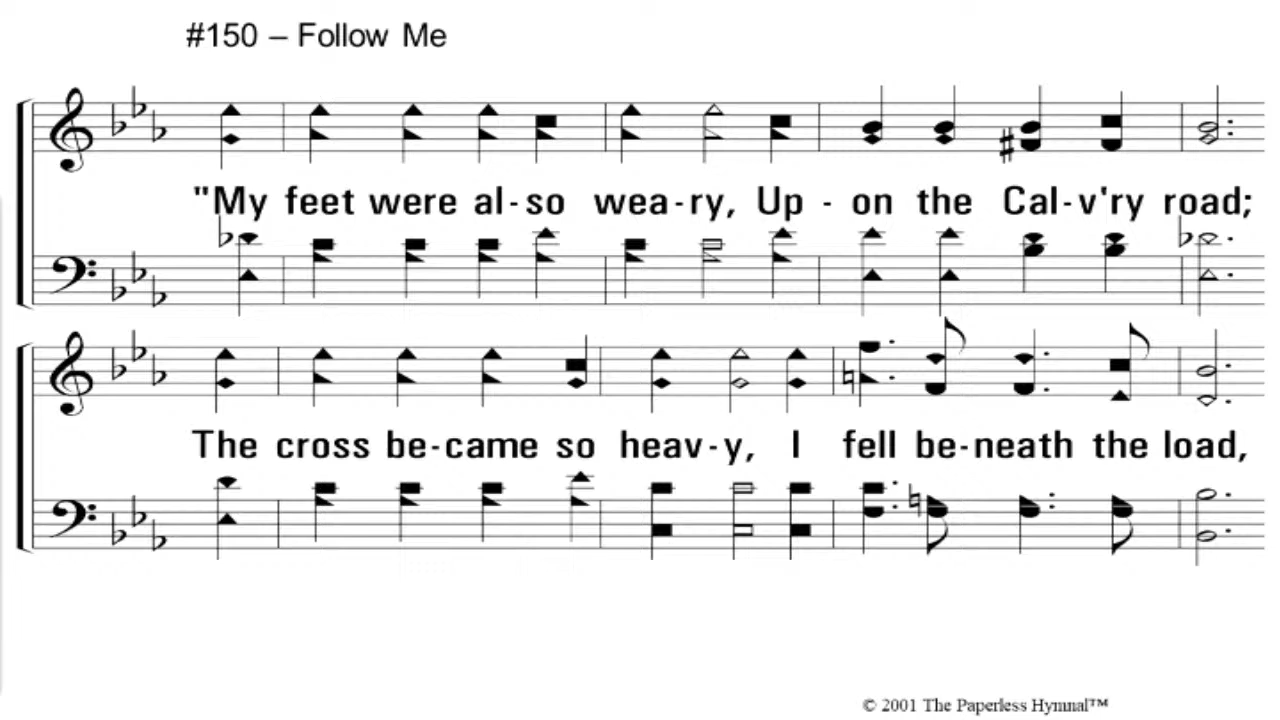 #150 – Follow Me
"My feet were al-so wea-ry, Up - on the Cal-v'ry road;
The cross be-came so heav-y, I fell be-neath the load,
© 2001 The Paperless Hymnal™